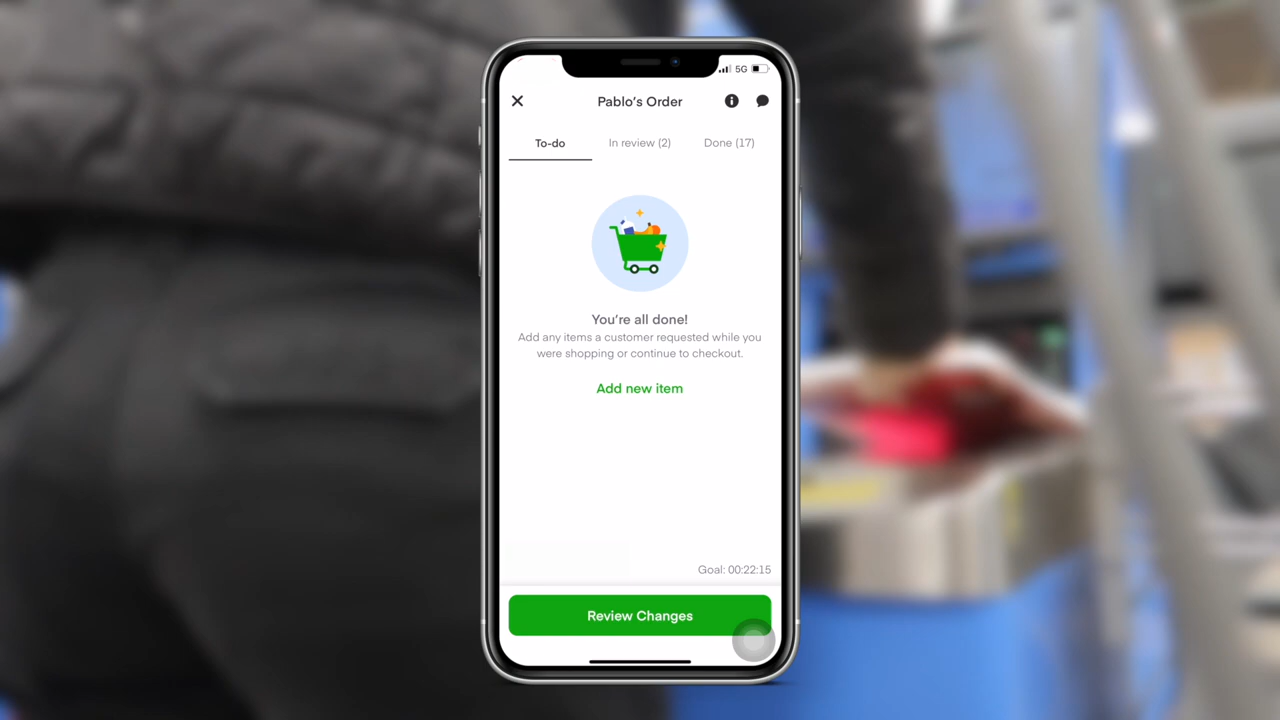 5G
Pablo's Order
To-do
In review (2)
Done (17)
You're all done!
Add any items a customer requested while you
were shopping or continue to checkout.
Add new item
Goal: 00:22:15
Review Changes